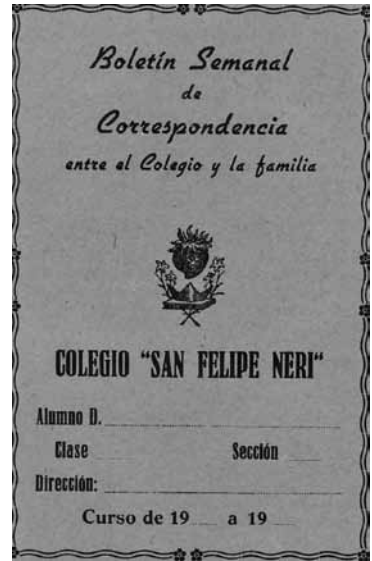 Boletín Semanal
de
Correspondencia
entre el Colegio y la familia
COLEGIO "SAN FELIPE NERI"
Alumno D.
Clase Sección
Dirección:
Curso de 19 a 19